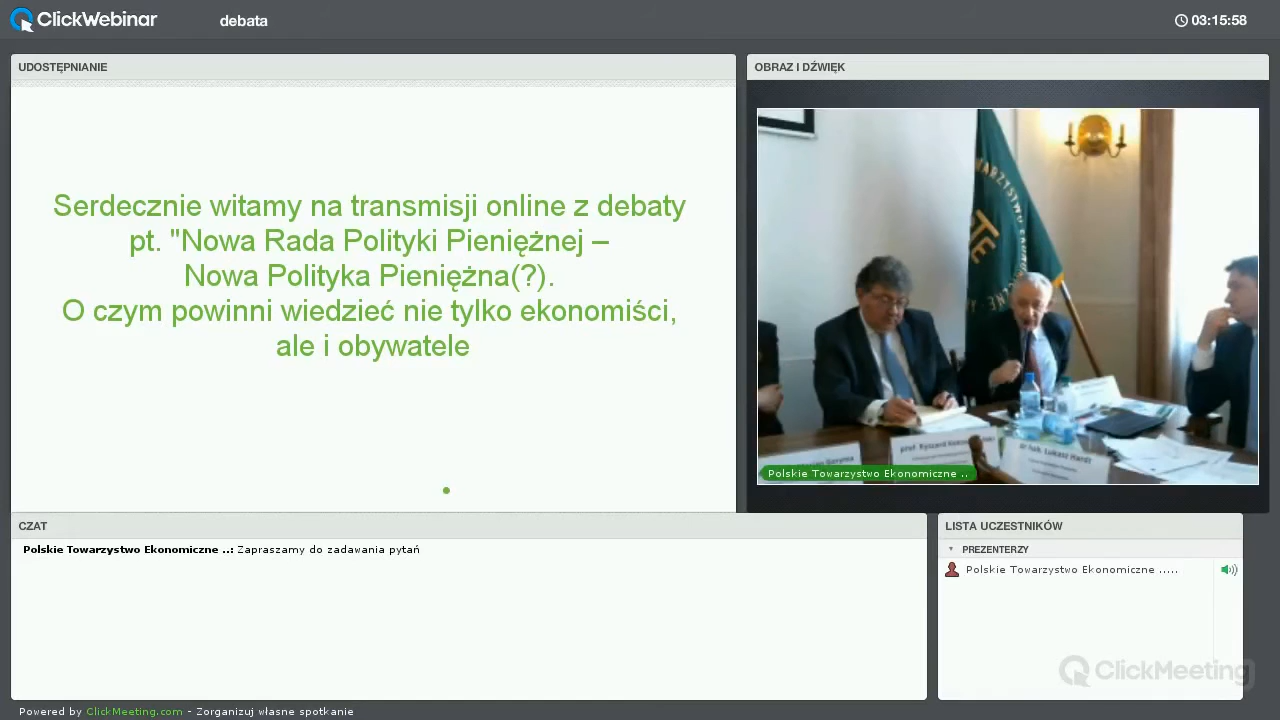 ClickWebinar
debata
03:15:58
UDOSTĘPNIANIE
Serdecznie witamy na transmisji online z debaty
pt. "Nowa Rada Polityki Pieniężnej –
Nowa Polityka Pieniężna(?).
O czym powinni wiedzieć nie tylko ekonomiści,
ale i obywatele
OBRAZ I DŹWIĘK
prof. Ryszard
dr hab. Łukasz Hardt
Polskie Towarzystwo Ekonomiczne ..
CZAT
Polskie Towarzystwo Ekonomiczne ..: Zapraszamy do zadawania pytań
LISTA UCZESTNIKÓW
PREZENTERZY
Polskie Towarzystwo Ekonomiczne .....
ClickMeeting
Powered by ClickMeeting.com - Zorganizuj własne spotkanie